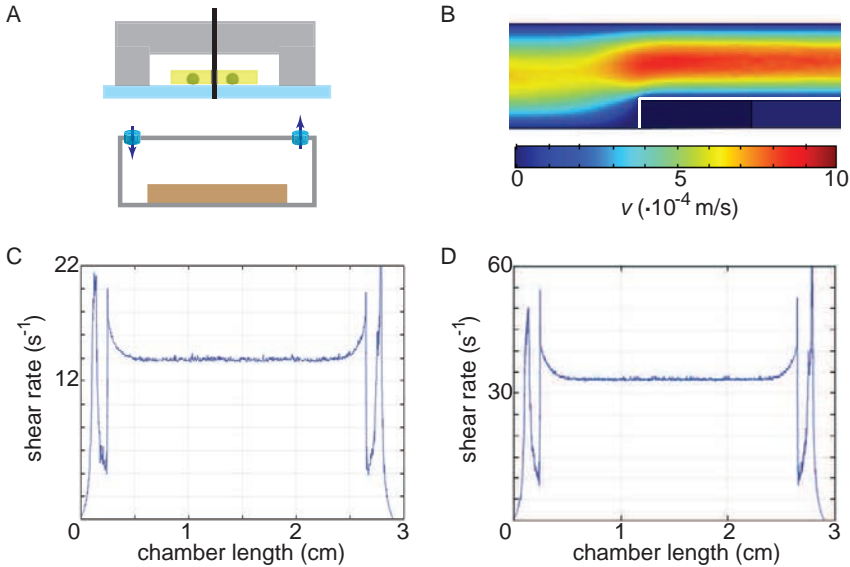 A
B
0 5 10
v (·10⁻⁴ m/s)
C
22
12
shear rate (s⁻¹)
0 1 2 3
chamber length (cm)
D
60
30
shear rate (s⁻¹)
0 1 2 3
chamber length (cm)